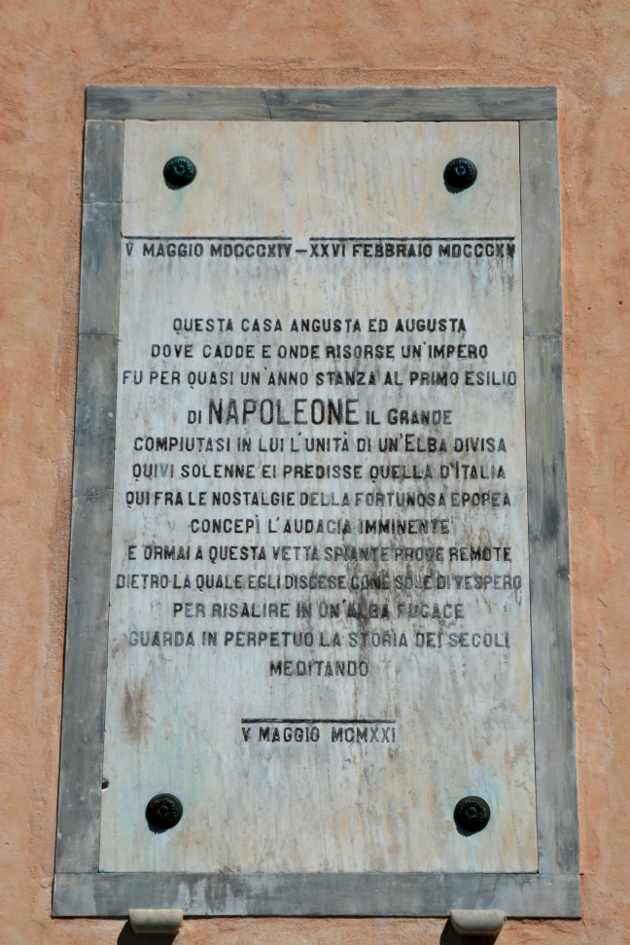 V MAGGIO MDCCCXIV – XXVI FEBBRAIO MDCCCXV
QUESTA CASA ANGUSTA ED AUGUSTA
DOVE CADDE E ONDE RISORSE UN'IMPERO
FU PER QUASI UN'ANNO STANZA AL PRIMO ESILIO
DI NAPOLEONE IL GRANDE
COMPIUTASI IN LUI L'UNITÀ DI UN'ELBA DIVISA
QUIVI SOLENNE EI PREDISSE QUELLA D'ITALIA
QUI FRA LE NOSTALGIE DELLA FORTUNOSA EPOPEA
CONCEPÌ L'AUDACIA IMMINENTE
E ORMAI A QUESTA VETTA SPIANTE PRODE REMOTE
DIETRO LA QUALE EGLI DISCESE COME SOLE DI VESPERO
PER RISALIRE IN UN'ALBA FUGACE
GUARDA IN PERPETUO LA STORIA DEI SECOLI
MEDITANDO
V MAGGIO MCMXXI